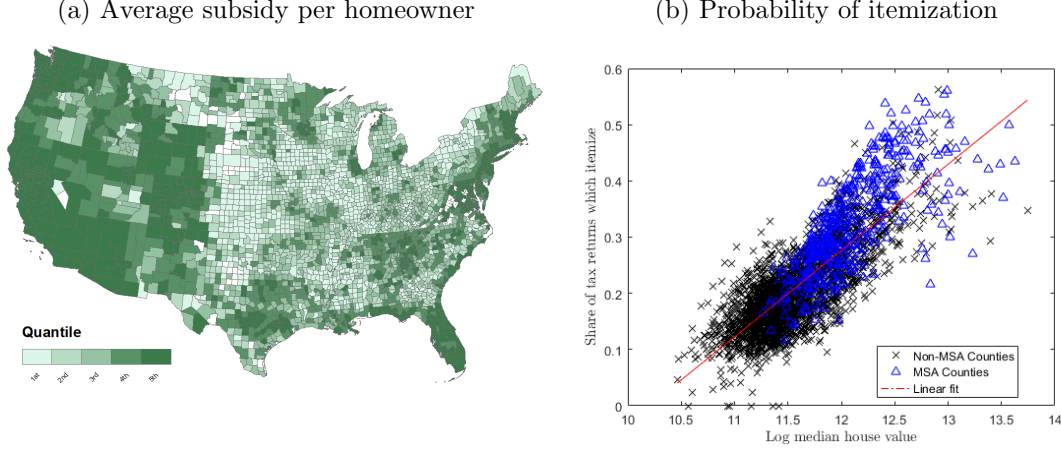 (a) Average subsidy per homeowner
Quantile
1st 2nd 3rd 4th 5th
(b) Probability of itemization
Share of tax returns which itemize
0.6
0.5
0.4
0.3
0.2
0.1
0
Non-MSA Counties
MSA Counties
Linear fit
10 10.5 11 11.5 12 12.5 13 13.5 14
Log median house value